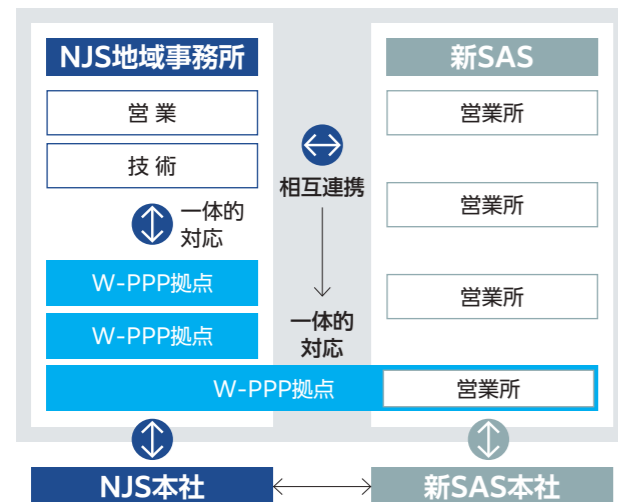 NJS地域事務所
営業
技術
一体的
対応
W-PPP拠点
W-PPP拠点
W-PPP拠点
相互連携
一体的
対応
新SAS
営業所
営業所
営業所
営業所
NJS本社
新SAS本社